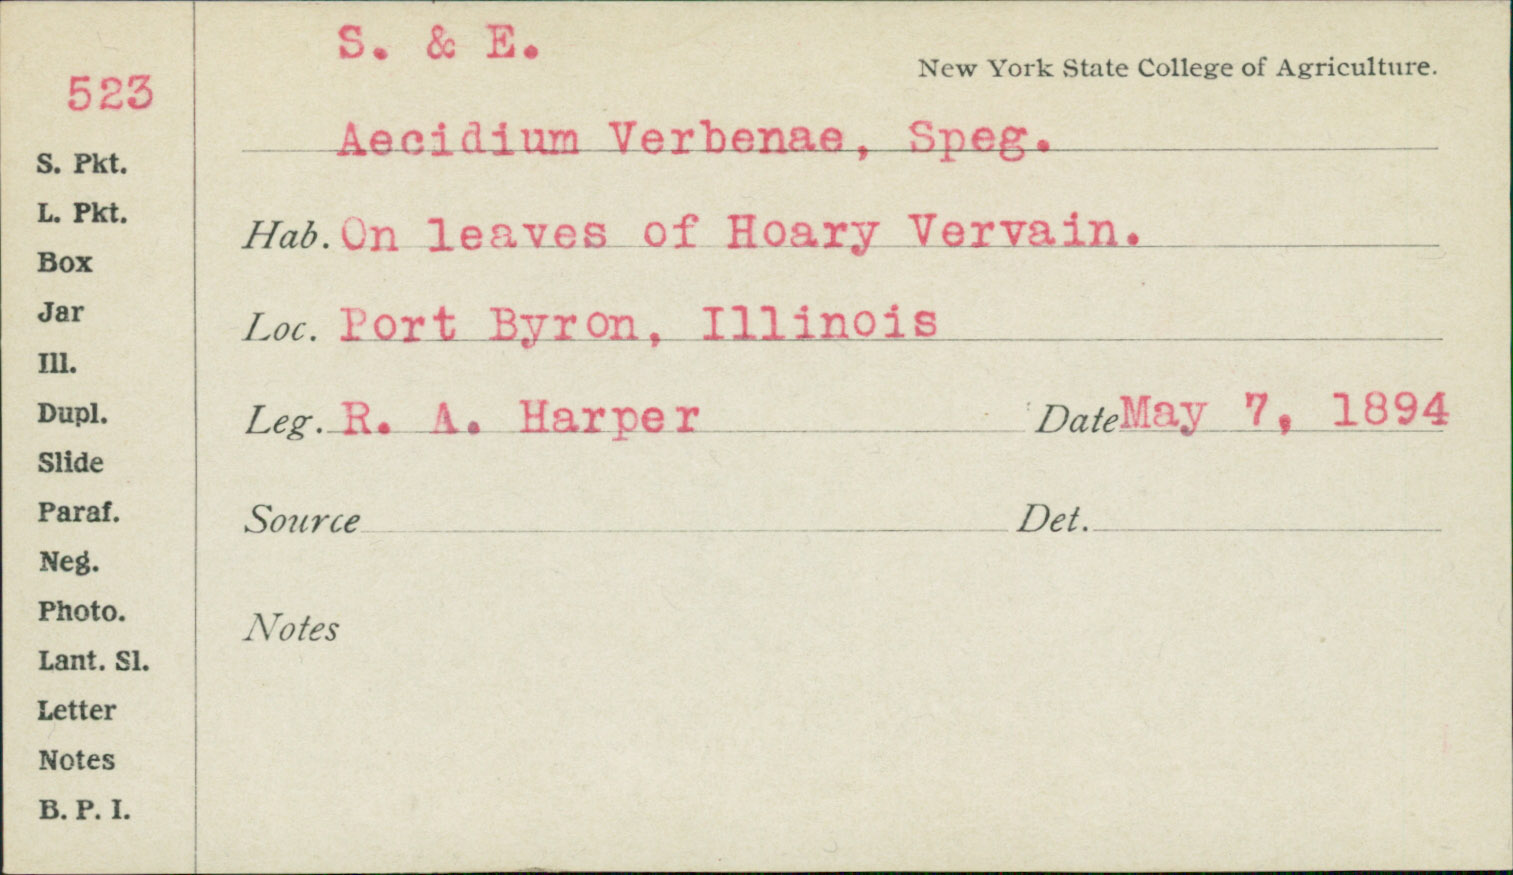 S. & E.
New York State College of Agriculture.
523
Aecidium Verbenae, Speg.
S. Pkt.
L. Pkt.
Box
Jar
Ill.
Dupl.
Slide
Paraf.
Neg.
Photo.
Lant. Sl.
Letter
Notes
B. P. I.
Hab. On leaves of Hoary Vervain.
Loc. Port Byron, Illinois
Leg. R. A. Harper Date May 7, 1894
Source Det.
Notes